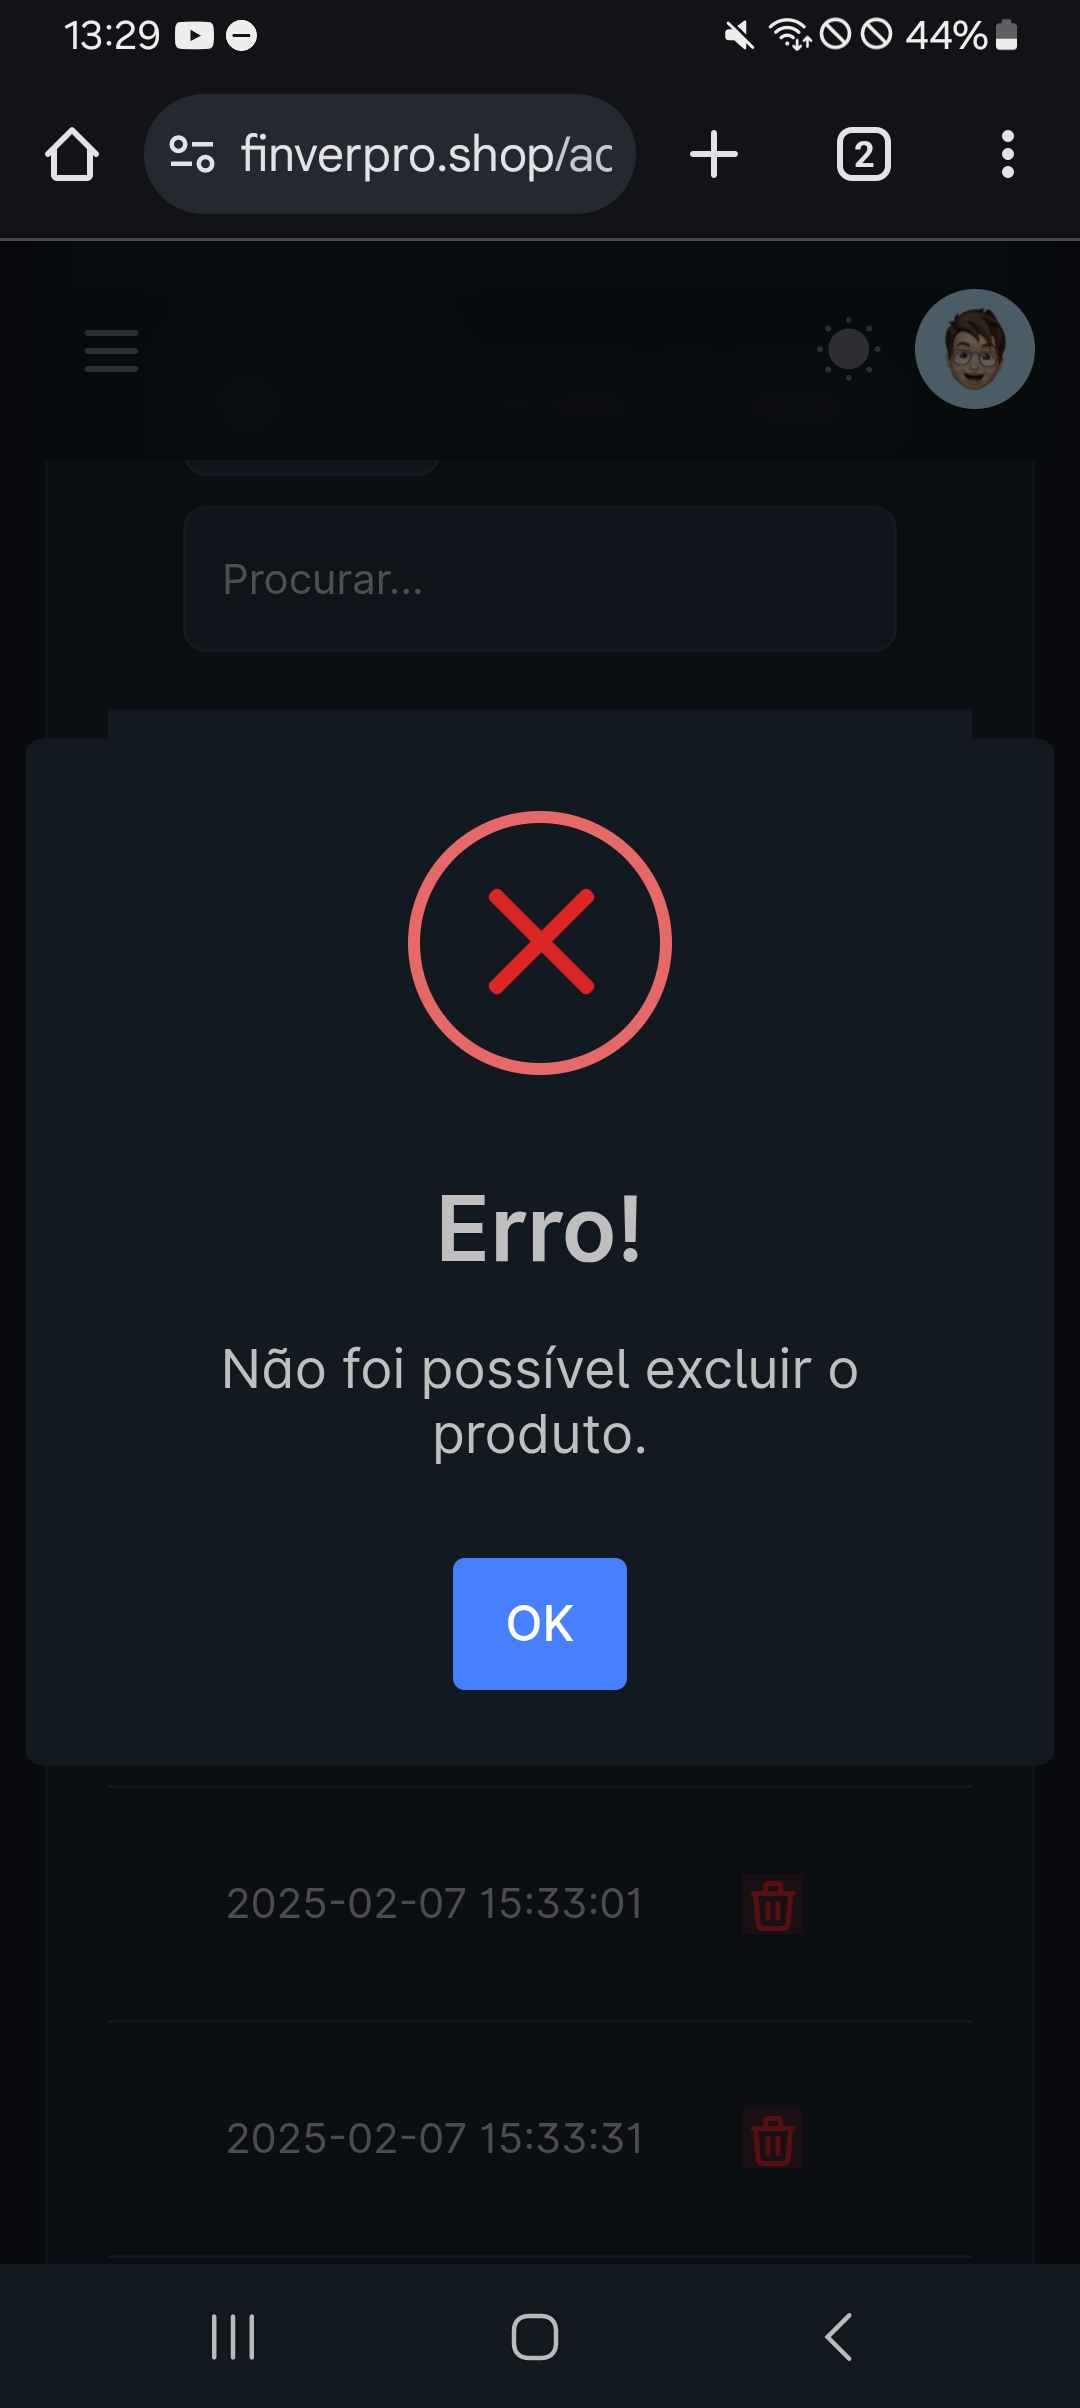 13:29
44%
finverpro.shop/ac
2
Procurar...
Erro!
Não foi possível excluir o
produto.
OK
2025-02-07 15:33:01
2025-02-07 15:33:31